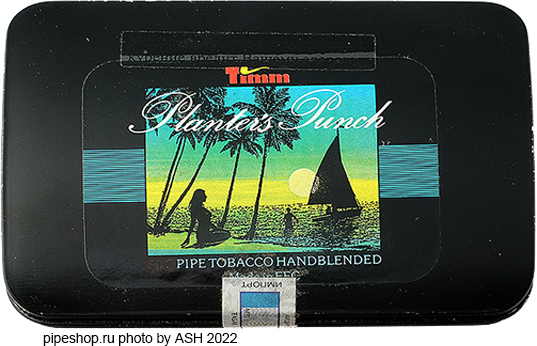 Timm
Planter's Punch
PIPE TOBACCO HANDBLENDED
ИМПОРТ
pipeshop.ru photo by ASH 2022